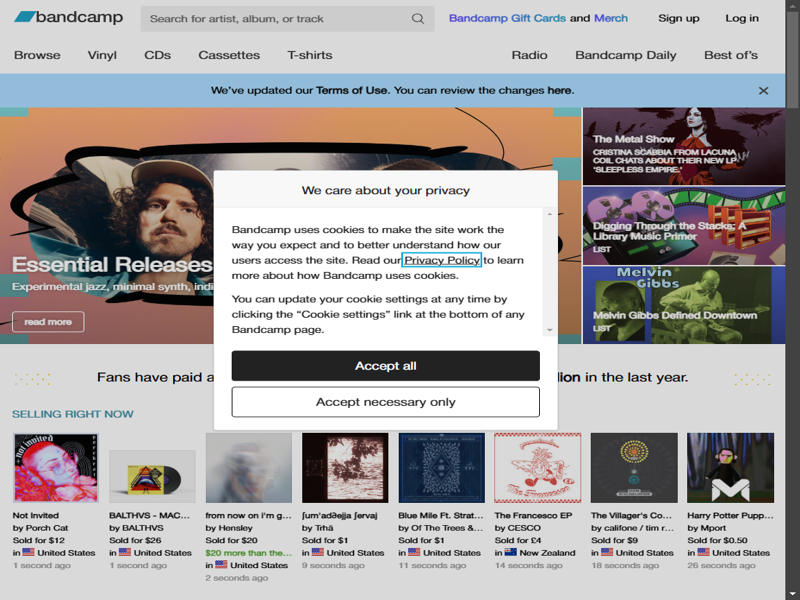 bandcamp
Search for artist, album, or track
Bandcamp Gift Cards and Merch
Sign up
Log in
Browse
Vinyl
CDs
Cassettes
T-shirts
Radio
Bandcamp Daily
Best of's
We've updated our Terms of Use. You can review the changes here.
Essential Releases
Experimental jazz, minimal synth, indi
read more
The Metal Show
CRISTINA SCABBIA FROM LACUNA
COIL CHATS ABOUT THEIR NEW LP
'SLEEPLESS EMPIRE.'
Digging Through the Stacks: A
Library Music Primer
LIST
Melvin
Gibbs
Melvin Gibbs Defined Downtown
LIST
We care about your privacy
Bandcamp uses cookies to make the site work the
way you expect and to better understand how our
users access the site. Read our Privacy Policy to learn
more about how Bandcamp uses cookies.
You can update your cookie settings at any time by
clicking the “Cookie settings” link at the bottom of any
Bandcamp page.
Accept all
Accept necessary only
Fans have paid a
lion in the last year.
SELLING RIGHT NOW
not invited
Not Invited
by Porch Cat
Sold for $12
in United States
1 second ago
BALTHVS - MAC...
by BALTHVS
Sold for $26
in United States
1 second ago
from now on i'm g...
by Hensley
Sold for $20
$20 more than the...
in United States
2 seconds ago
ʃum'adəejja ʃervaj
by Trhä
Sold for $1
in United States
9 seconds ago
Blue Mile Ft. Strat...
by Of The Trees &...
Sold for $1
in United States
11 seconds ago
The Francesco EP
by CESCO
Sold for £4
in New Zealand
14 seconds ago
The Villager's Co...
by califone / tim r...
Sold for $9
in United States
18 seconds ago
Harry Potter Pupp...
by Mport
Sold for $0.50
in United States
26 seconds ago